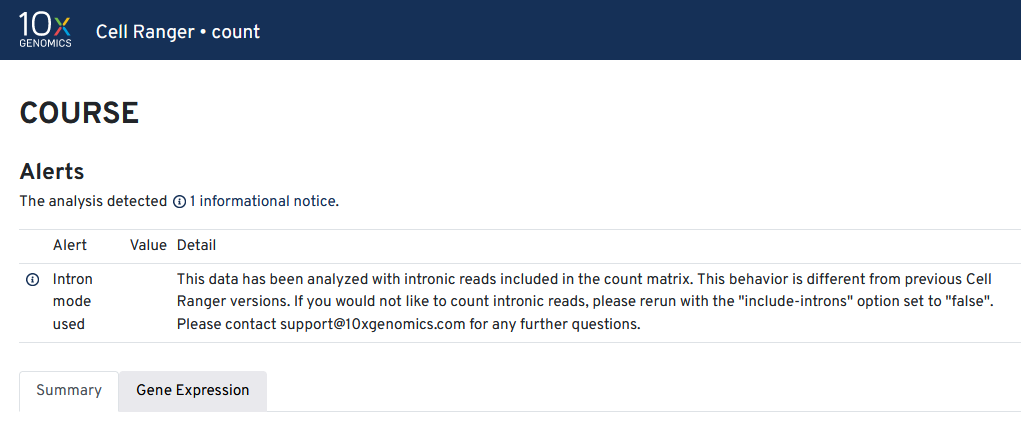 10x
GENOMICS
Cell Ranger • count
COURSE
Alerts
The analysis detected 1 informational notice.
Alert Value Detail
Intron This data has been analyzed with intronic reads included in the count matrix. This behavior is different from previous Cell
mode Ranger versions. If you would not like to count intronic reads, please rerun with the "include-introns" option set to "false".
used Please contact support@10xgenomics.com for any further questions.
Summary Gene Expression